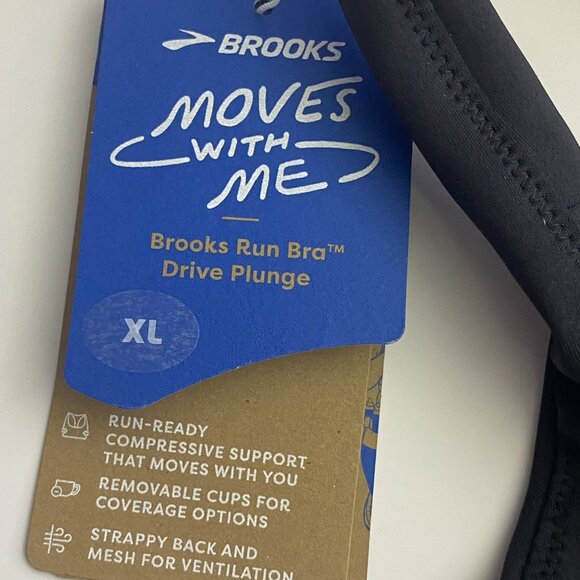 BROOKS
MOVES
WITH
ME
Brooks Run Bra™
Drive Plunge
XL
RUN-READY
COMPRESSIVE SUPPORT
THAT MOVES WITH YOU
REMOVABLE CUPS FOR
COVERAGE OPTIONS
STRAPPY BACK AND
MESH FOR VENTILATION